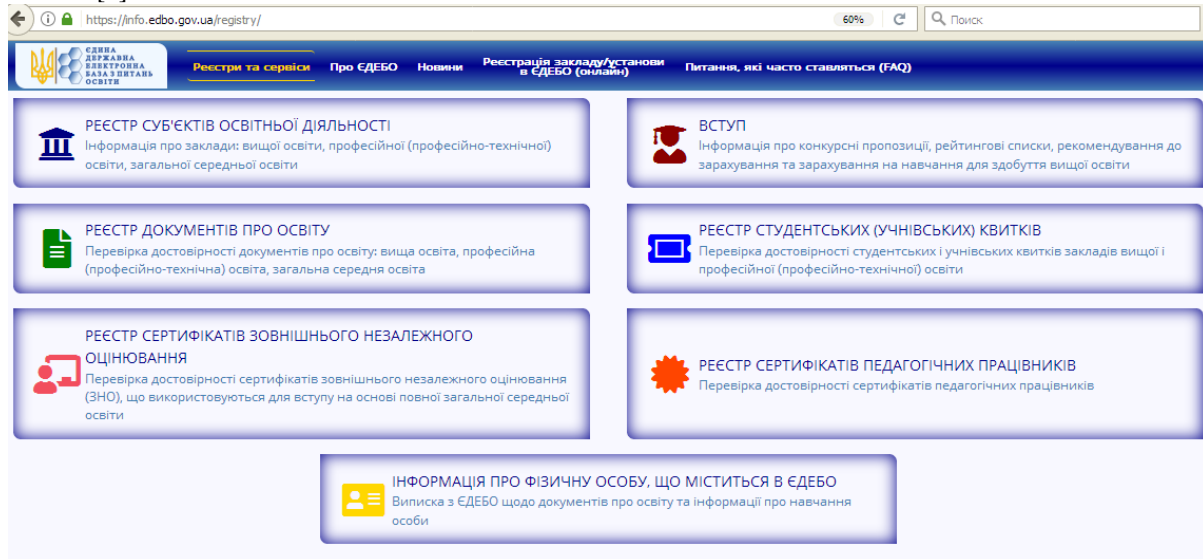 https://info.edbo.gov.ua/registry/
60%
Поиск
ЄДИНА
ДЕРЖАВНА
ЕЛЕКТРОННА
БАЗА З ПИТАНЬ
ОСВІТИ
Реєстри та сервіси
Про ЄДЕБО
Новини
Реєстрація закладу/установи
в ЄДЕБО (онлайн)
Питання, які часто ставляться (FAQ)
РЕЄСТР СУБ'ЄКТІВ ОСВІТНЬОЇ ДІЯЛЬНОСТІ
Інформація про заклади: вищої освіти, професійної (професійно-технічної)
освіти, загальної середньої освіти
ВСТУП
Інформація про конкурсні пропозиції, рейтингові списки, рекомендування до
зарахування та зарахування на навчання для здобуття вищої освіти
РЕЄСТР ДОКУМЕНТІВ ПРО ОСВІТУ
Перевірка достовірності документів про освіту: вища освіта, професійна
(професійно-технічна) освіта, загальна середня освіта
РЕЄСТР СТУДЕНТСЬКИХ (УЧНІВСЬКИХ) КВИТКІВ
Перевірка достовірності студентських і учнівських квитків закладів вищої і
професійної (професійно-технічної) освіти
РЕЄСТР СЕРТИФІКАТІВ ЗОВНІШНЬОГО НЕЗАЛЕЖНОГО
ОЦІНЮВАННЯ
Перевірка достовірності сертифікатів зовнішнього незалежного оцінювання
(ЗНО), що використовуються для вступу на основі повної загальної середньої
освіти
РЕЄСТР СЕРТИФІКАТІВ ПЕДАГОГІЧНИХ ПРАЦІВНИКІВ
Перевірка достовірності сертифікатів педагогічних працівників
ІНФОРМАЦІЯ ПРО ФІЗИЧНУ ОСОБУ, ЩО МІСТИТЬСЯ В ЄДЕБО
Виписка з ЄДЕБО щодо документів про освіту та інформації про навчання
особи